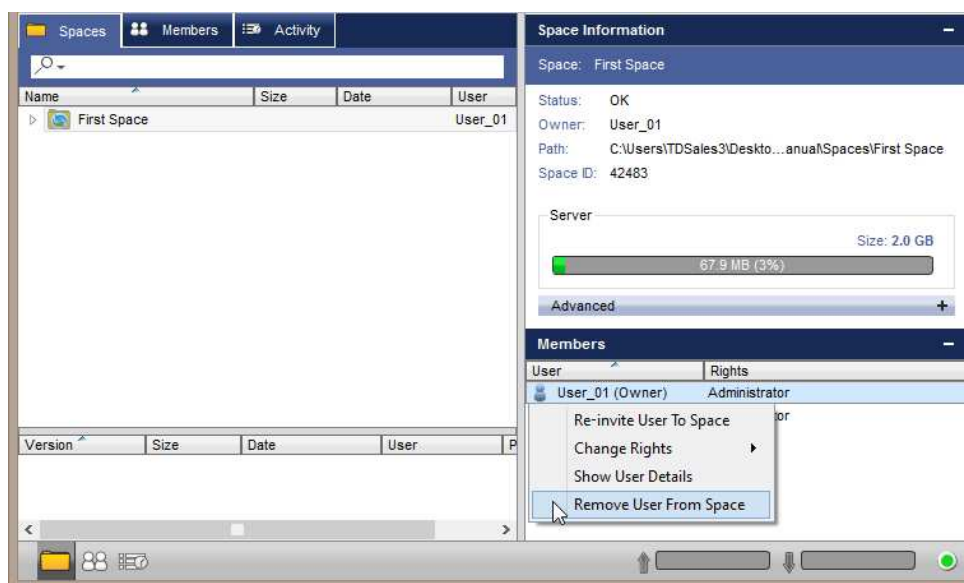 Spaces Members Activity
Name Size Date User
First Space User_01
Version Size Date User P
Space Information
Space: First Space
Status: OK
Owner: User_01
Path: C:\Users\TDSales3\Deskto...anual\Spaces\First Space
Space ID: 42483
Server
Size: 2.0 GB
67.9 MB (3%)
Advanced
Members
User Rights
User_01 (Owner) Administrator
tor
Re-invite User To Space
Change Rights
Show User Details
Remove User From Space